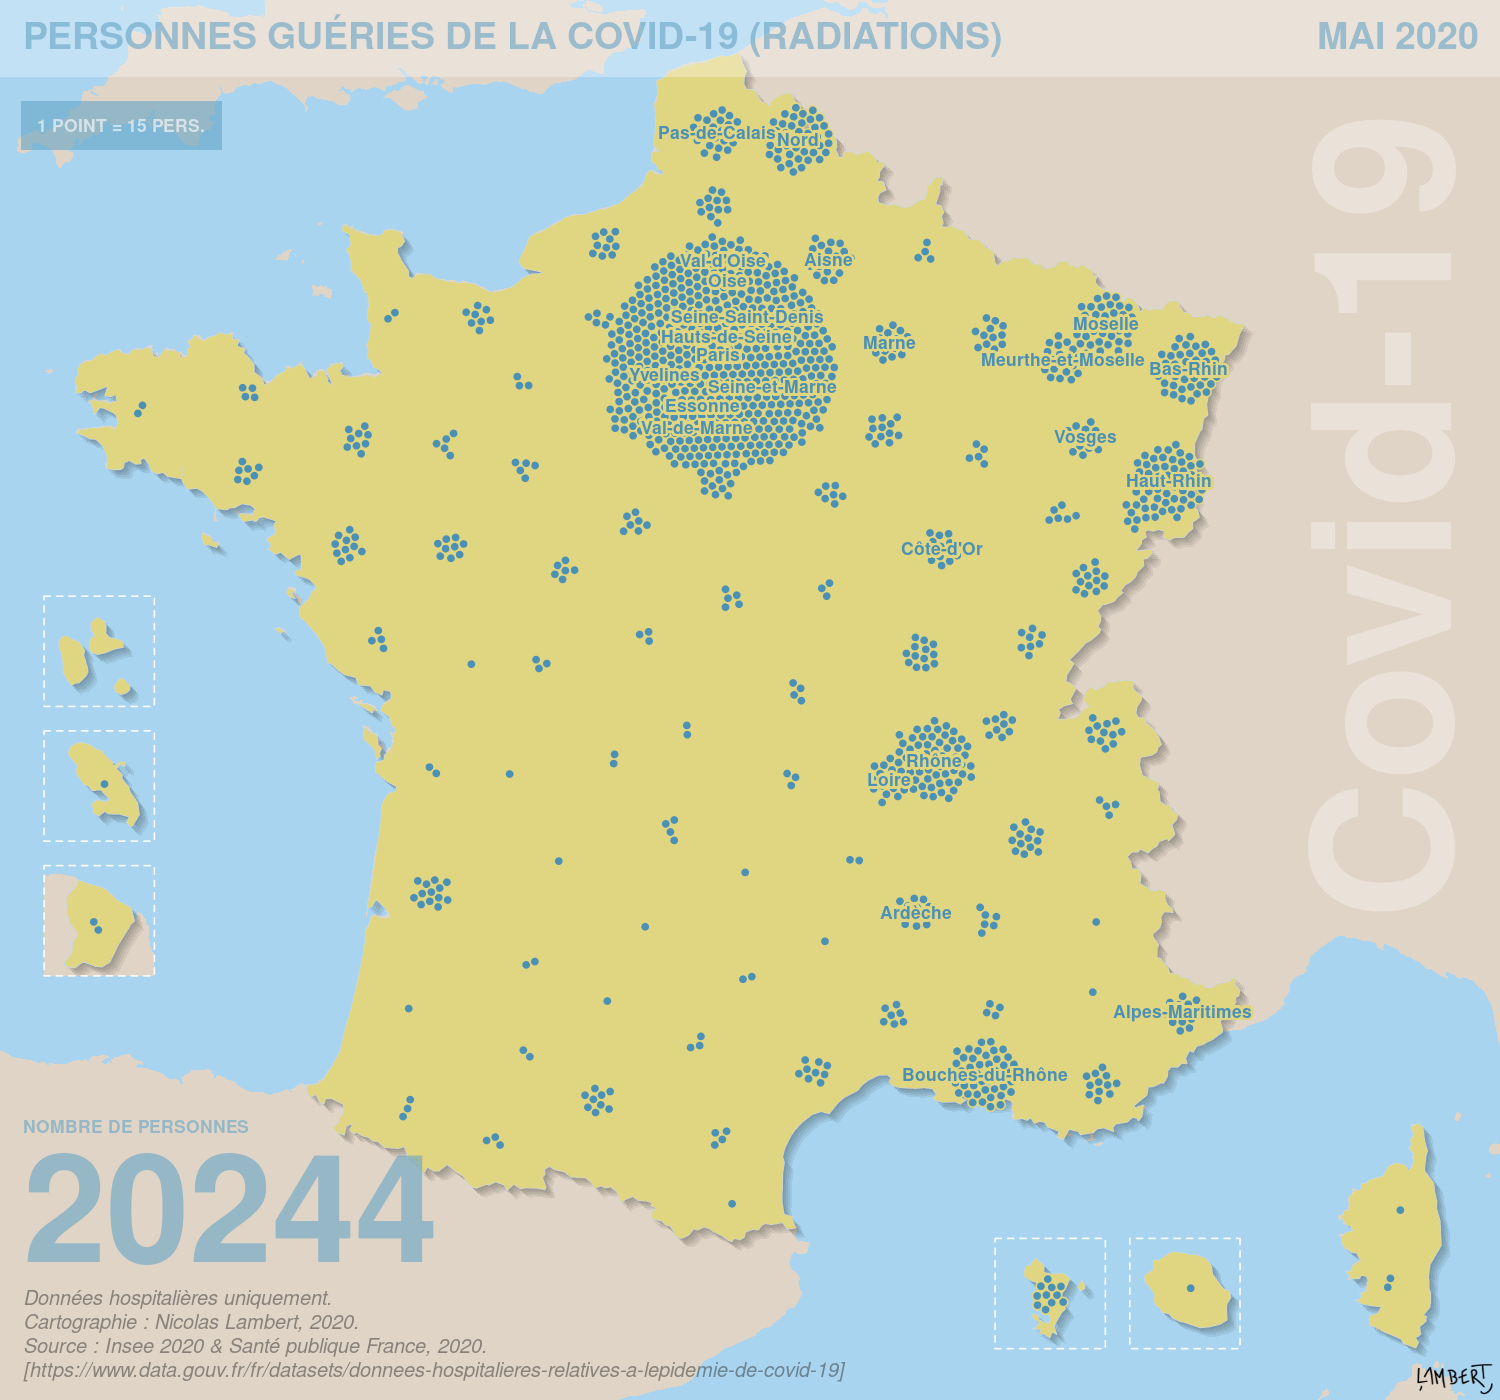 PERSONNES GUÉRIES DE LA COVID-19 (RADIATIONS)
MAI 2020
1 POINT = 15 PERS.
Covid-19
Pas-de-Calais
Nord
Val-d'Oise
Aisne
Oise
Seine-Saint-Denis
Moselle
Hauts-de-Seine
Marne
Paris
Meurthe-et-Moselle
Bas-Rhin
Yvelines
Seine-et-Marne
Essonne
Val-de-Marne
Vosges
Haut-Rhin
Côte-d'Or
Rhône
Loire
Ardèche
Alpes-Maritimes
Bouches-du-Rhône
NOMBRE DE PERSONNES
20244
Données hospitalières uniquement.
Cartographie : Nicolas Lambert, 2020.
Source : Insee 2020 & Santé publique France, 2020.
[https://www.data.gouv.fr/fr/datasets/donnees-hospitalieres-relatives-a-lepidemie-de-covid-19]
LAMBERT